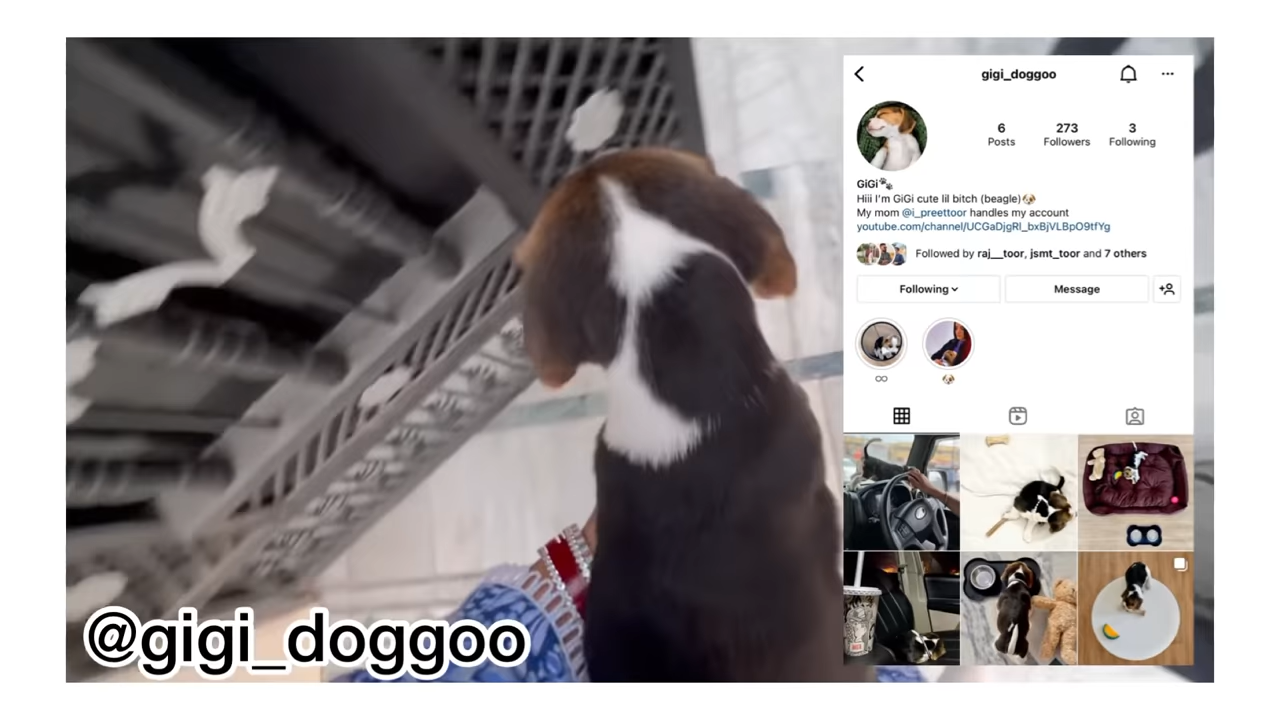 gigi_doggoo
6
273
3
Posts
Followers
Following
GiGi🐾
Hiii I'm GiGi cute lil bitch (beagle)🐶
My mom @i_preettoor handles my account
youtube.com/channel/UCGaDjgRl_bxBjVLBpO9tfYg
Followed by raj__toor, jsmt_toor and 7 others
Following
Message
@gigi_doggoo